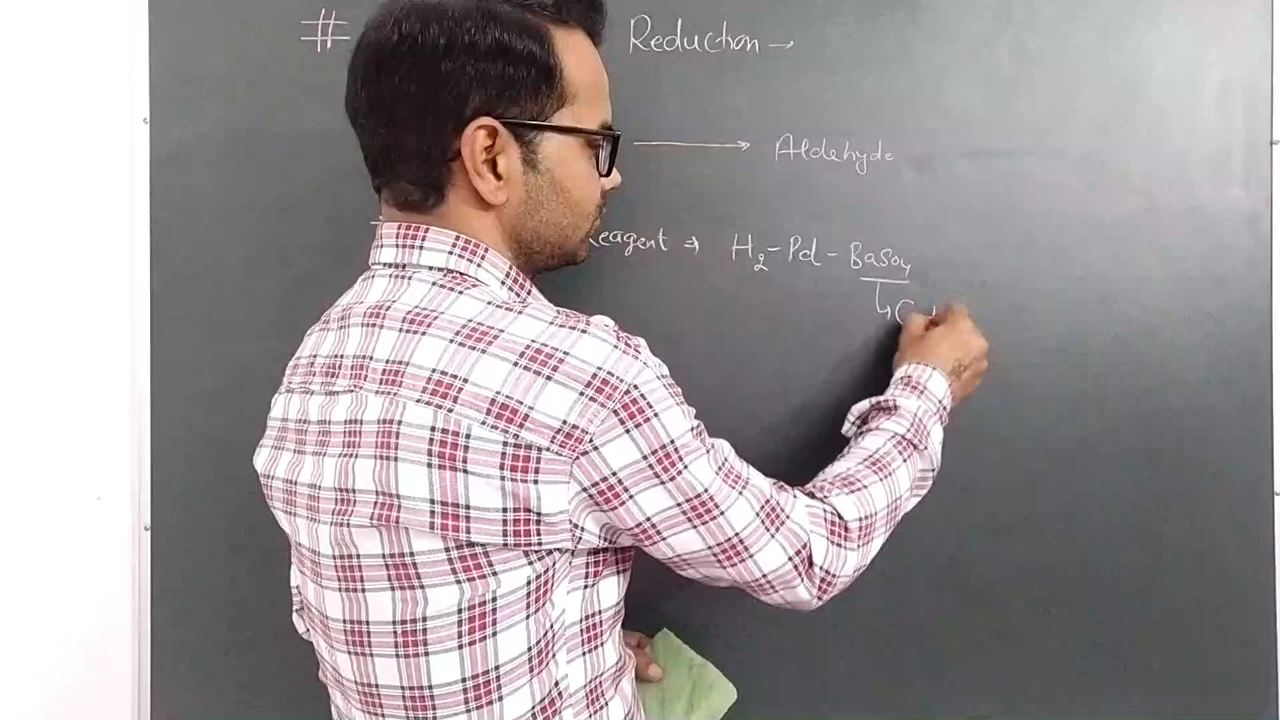 # Reduction →
→ Aldehyde
Reagent ⇒ H₂-Pd-BaSO₄
↳ C